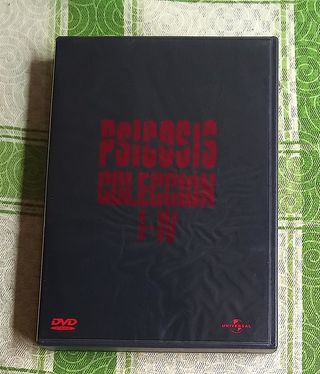 PSICOSIS
COLECCION
I - IV
DVD
UNIVERSAL